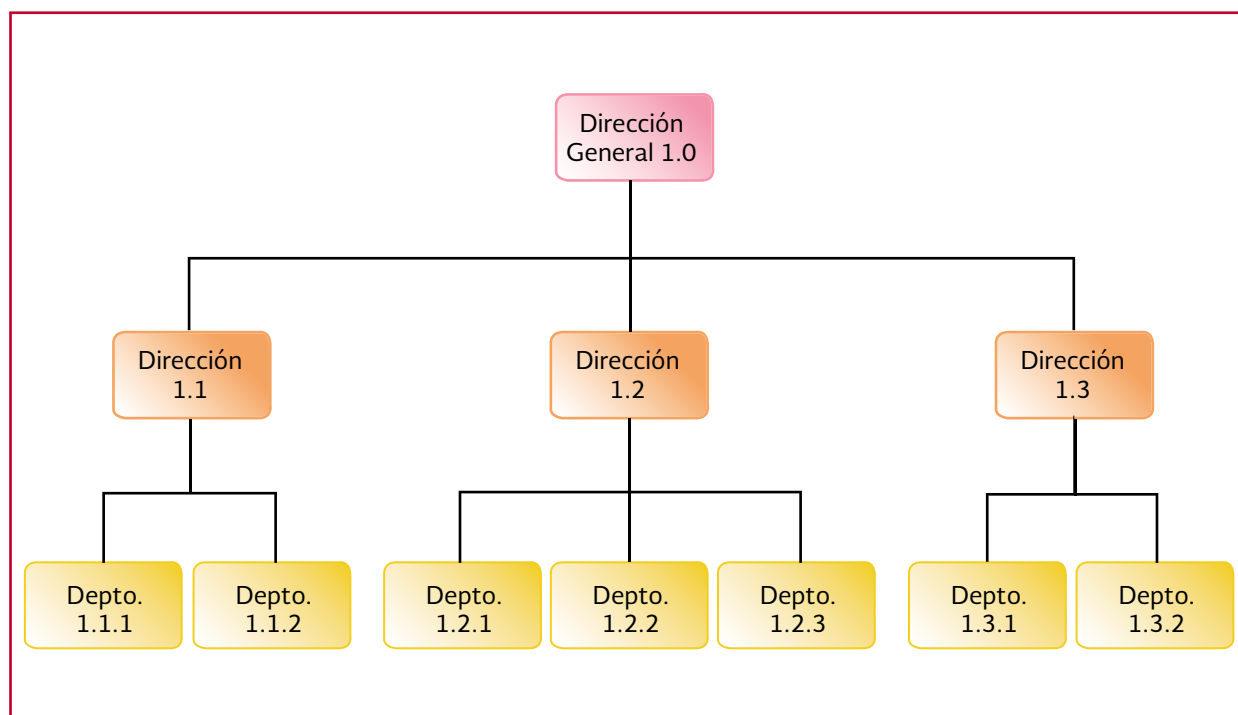 Dirección
General 1.0
Dirección
1.1
Dirección
1.2
Dirección
1.3
Depto.
1.1.1
Depto.
1.1.2
Depto.
1.2.1
Depto.
1.2.2
Depto.
1.2.3
Depto.
1.3.1
Depto.
1.3.2